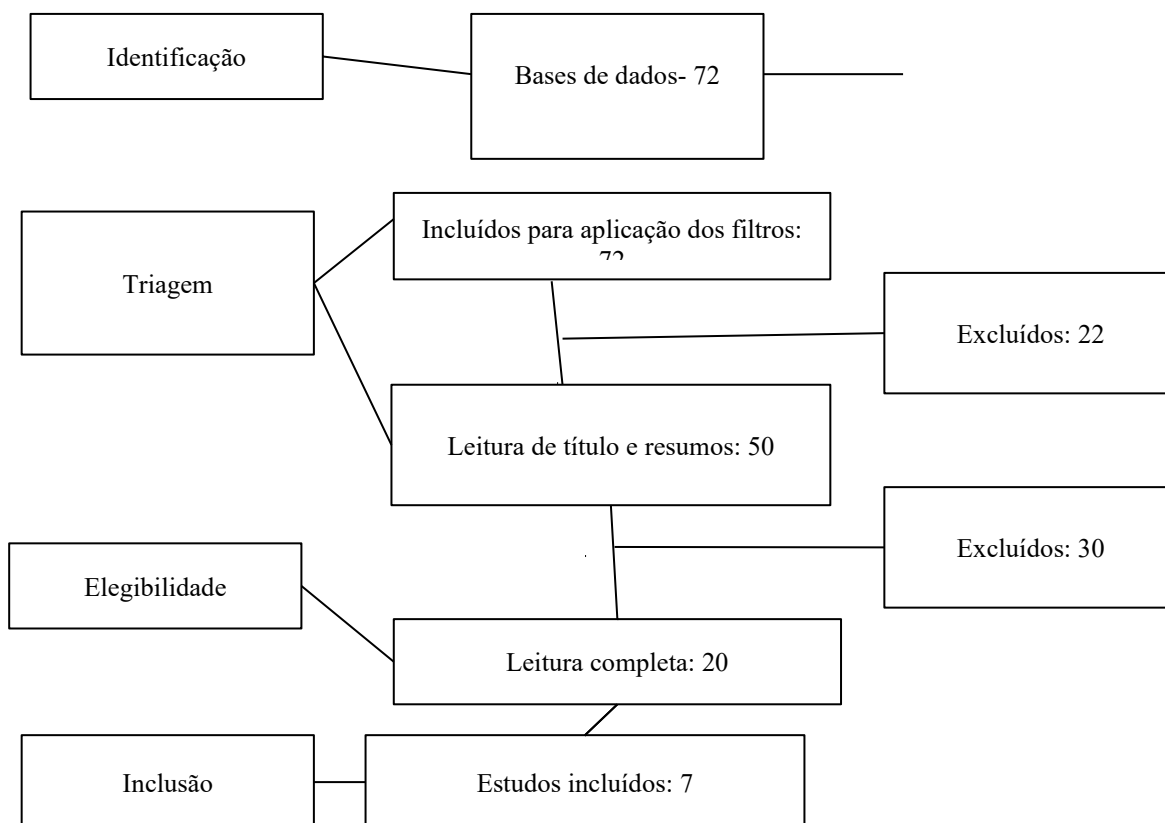 Identificação
Bases de dados- 72
Incluídos para aplicação dos filtros:
72
Triagem
Excluídos: 22
Leitura de título e resumos: 50
Excluídos: 30
Elegibilidade
Leitura completa: 20
Inclusão
Estudos incluídos: 7